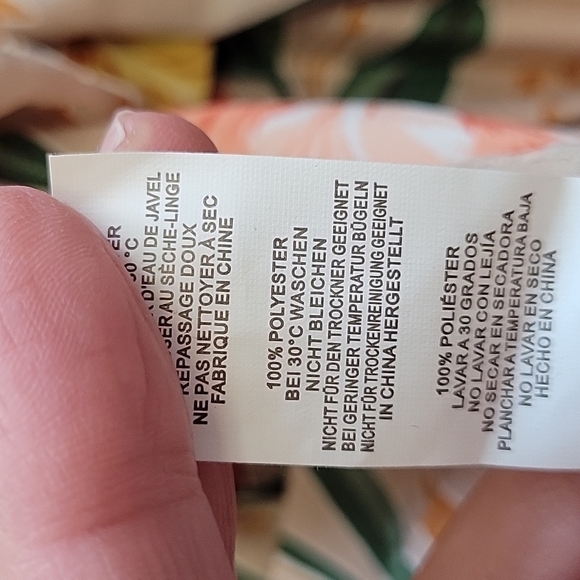 ER
30 °C
D'EAU DE JAVEL
ER AU SÈCHE-LINGE
REPASSAGE DOUX
NE PAS NETTOYER À SEC
FABRIQUE EN CHINE
100% POLYESTER
BEI 30°C WASCHEN
NICHT BLEICHEN
NICHT FÜR DEN TROCKNER GEEIGNET
BEI GERINGER TEMPERATUR BÜGELN
NICHT FÜR TROCKENREINIGUNG GEEIGNET
IN CHINA HERGESTELLT
100% POLIÉSTER
LAVAR A 30 GRADOS
NO LAVAR CON LEJÍA
NO SECAR EN SECADORA
PLANCHAR A TEMPERATURA BAJA
NO LAVAR EN SECO
HECHO EN CHINA